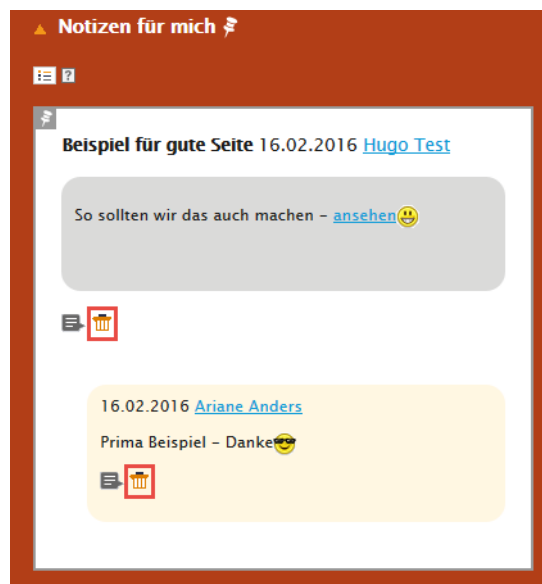 Notizen für mich
?
Beispiel für gute Seite 16.02.2016 Hugo Test
So sollten wir das auch machen – ansehen
16.02.2016 Ariane Anders
Prima Beispiel – Danke